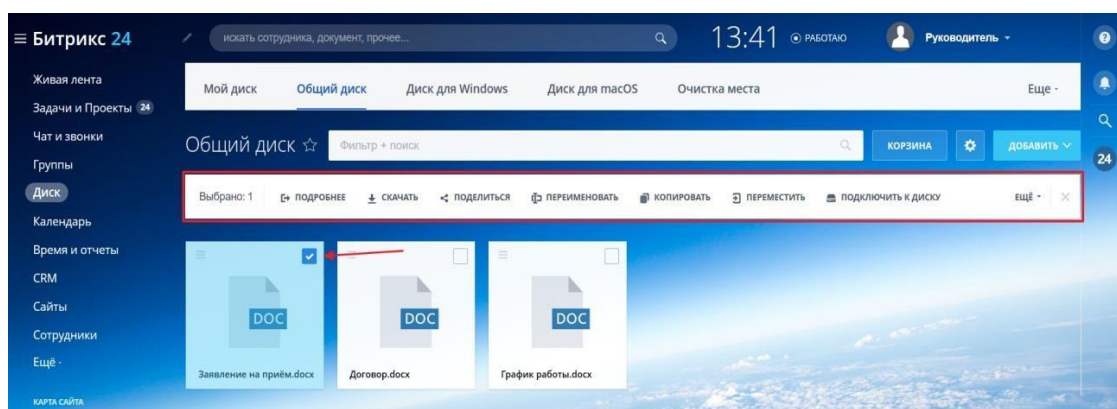 Битрикс 24
искать сотрудника, документ, прочее...
13:41 РАБОТАЮ
Руководитель
Живая лента
Задачи и Проекты 24
Чат и звонки
Группы
Диск
Календарь
Время и отчеты
CRM
Сайты
Сотрудники
Ещё
КАРТА САЙТА
Мой диск Общий диск Диск для Windows Диск для macOS Очистка места Еще
Общий диск Фильтр + поиск КОРЗИНА ДОБАВИТЬ
Выбрано: 1 ПОДРОБНЕЕ СКАЧАТЬ ПОДЕЛИТЬСЯ ПЕРЕИМЕНОВАТЬ КОПИРОВАТЬ ПЕРЕМЕСТИТЬ ПОДКЛЮЧИТЬ К ДИСКУ ЕЩЁ
DOC DOC DOC
Заявление на приём.docx Договор.docx График работы.docx
?
24